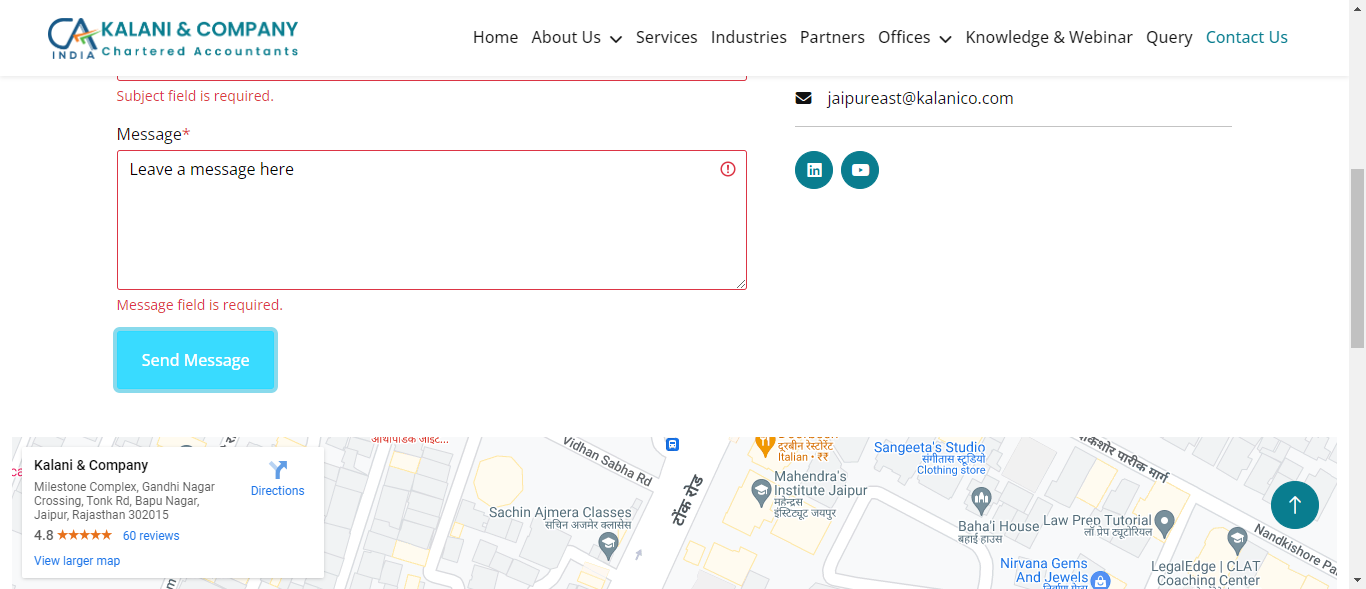 KALANI & COMPANY
Chartered Accountants
INDIA
Home About Us Services Industries Partners Offices Knowledge & Webinar Query Contact Us
Subject field is required.
Message*
Leave a message here
Message field is required.
Send Message
jaipureast@kalanico.com
Kalani & Company
Milestone Complex, Gandhi Nagar
Crossing, Tonk Rd, Bapu Nagar,
Jaipur, Rajasthan 302015
4.8
60 reviews
View larger map
Directions
Vidhan Sabha Rd
टोंक रोड
Sachin Ajmera Classes
सचिन अजमेर क्लासेस
दूरबीन रेस्टोरेंट
Italian • ₹₹
Mahendra's
Institute Jaipur
महेन्द्रस
इंस्टिट्यूट जयपुर
Sangeeta's Studio
संगीतास स्टूडियो
Clothing store
Baha'i House
बहाई हाउस
Law Prep Tutorial
लॉ प्रेप ट्यूटोरियल
Nirvana Gems
And Jewels
LegalEdge | CLAT
Coaching Center
Nandkishore Pa